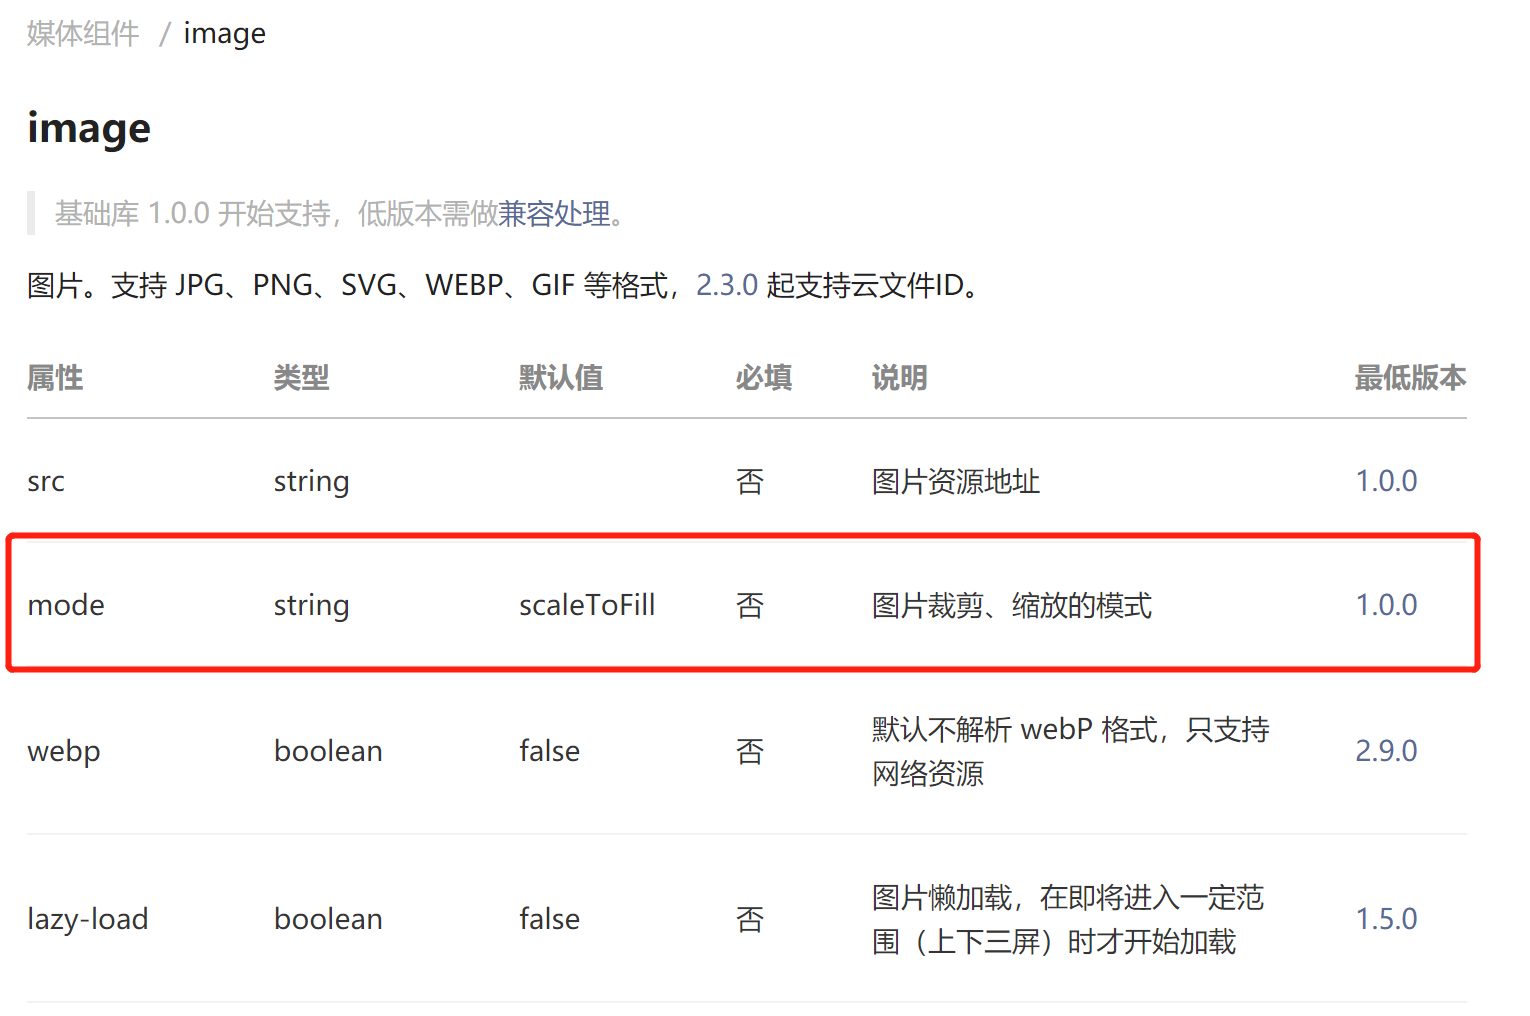 媒体组件 / image
image
基础库 1.0.0 开始支持，低版本需做兼容处理。
图片。支持 JPG、PNG、SVG、WEBP、GIF 等格式，2.3.0 起支持云文件ID。
属性 类型 默认值 必填 说明 最低版本
src string 否 图片资源地址 1.0.0
mode string scaleToFill 否 图片裁剪、缩放的模式 1.0.0
webp boolean false 否 默认不解析 webP 格式，只支持
网络资源 2.9.0
lazy-load boolean false 否 图片懒加载，在即将进入一定范
围（上下三屏）时才开始加载 1.5.0